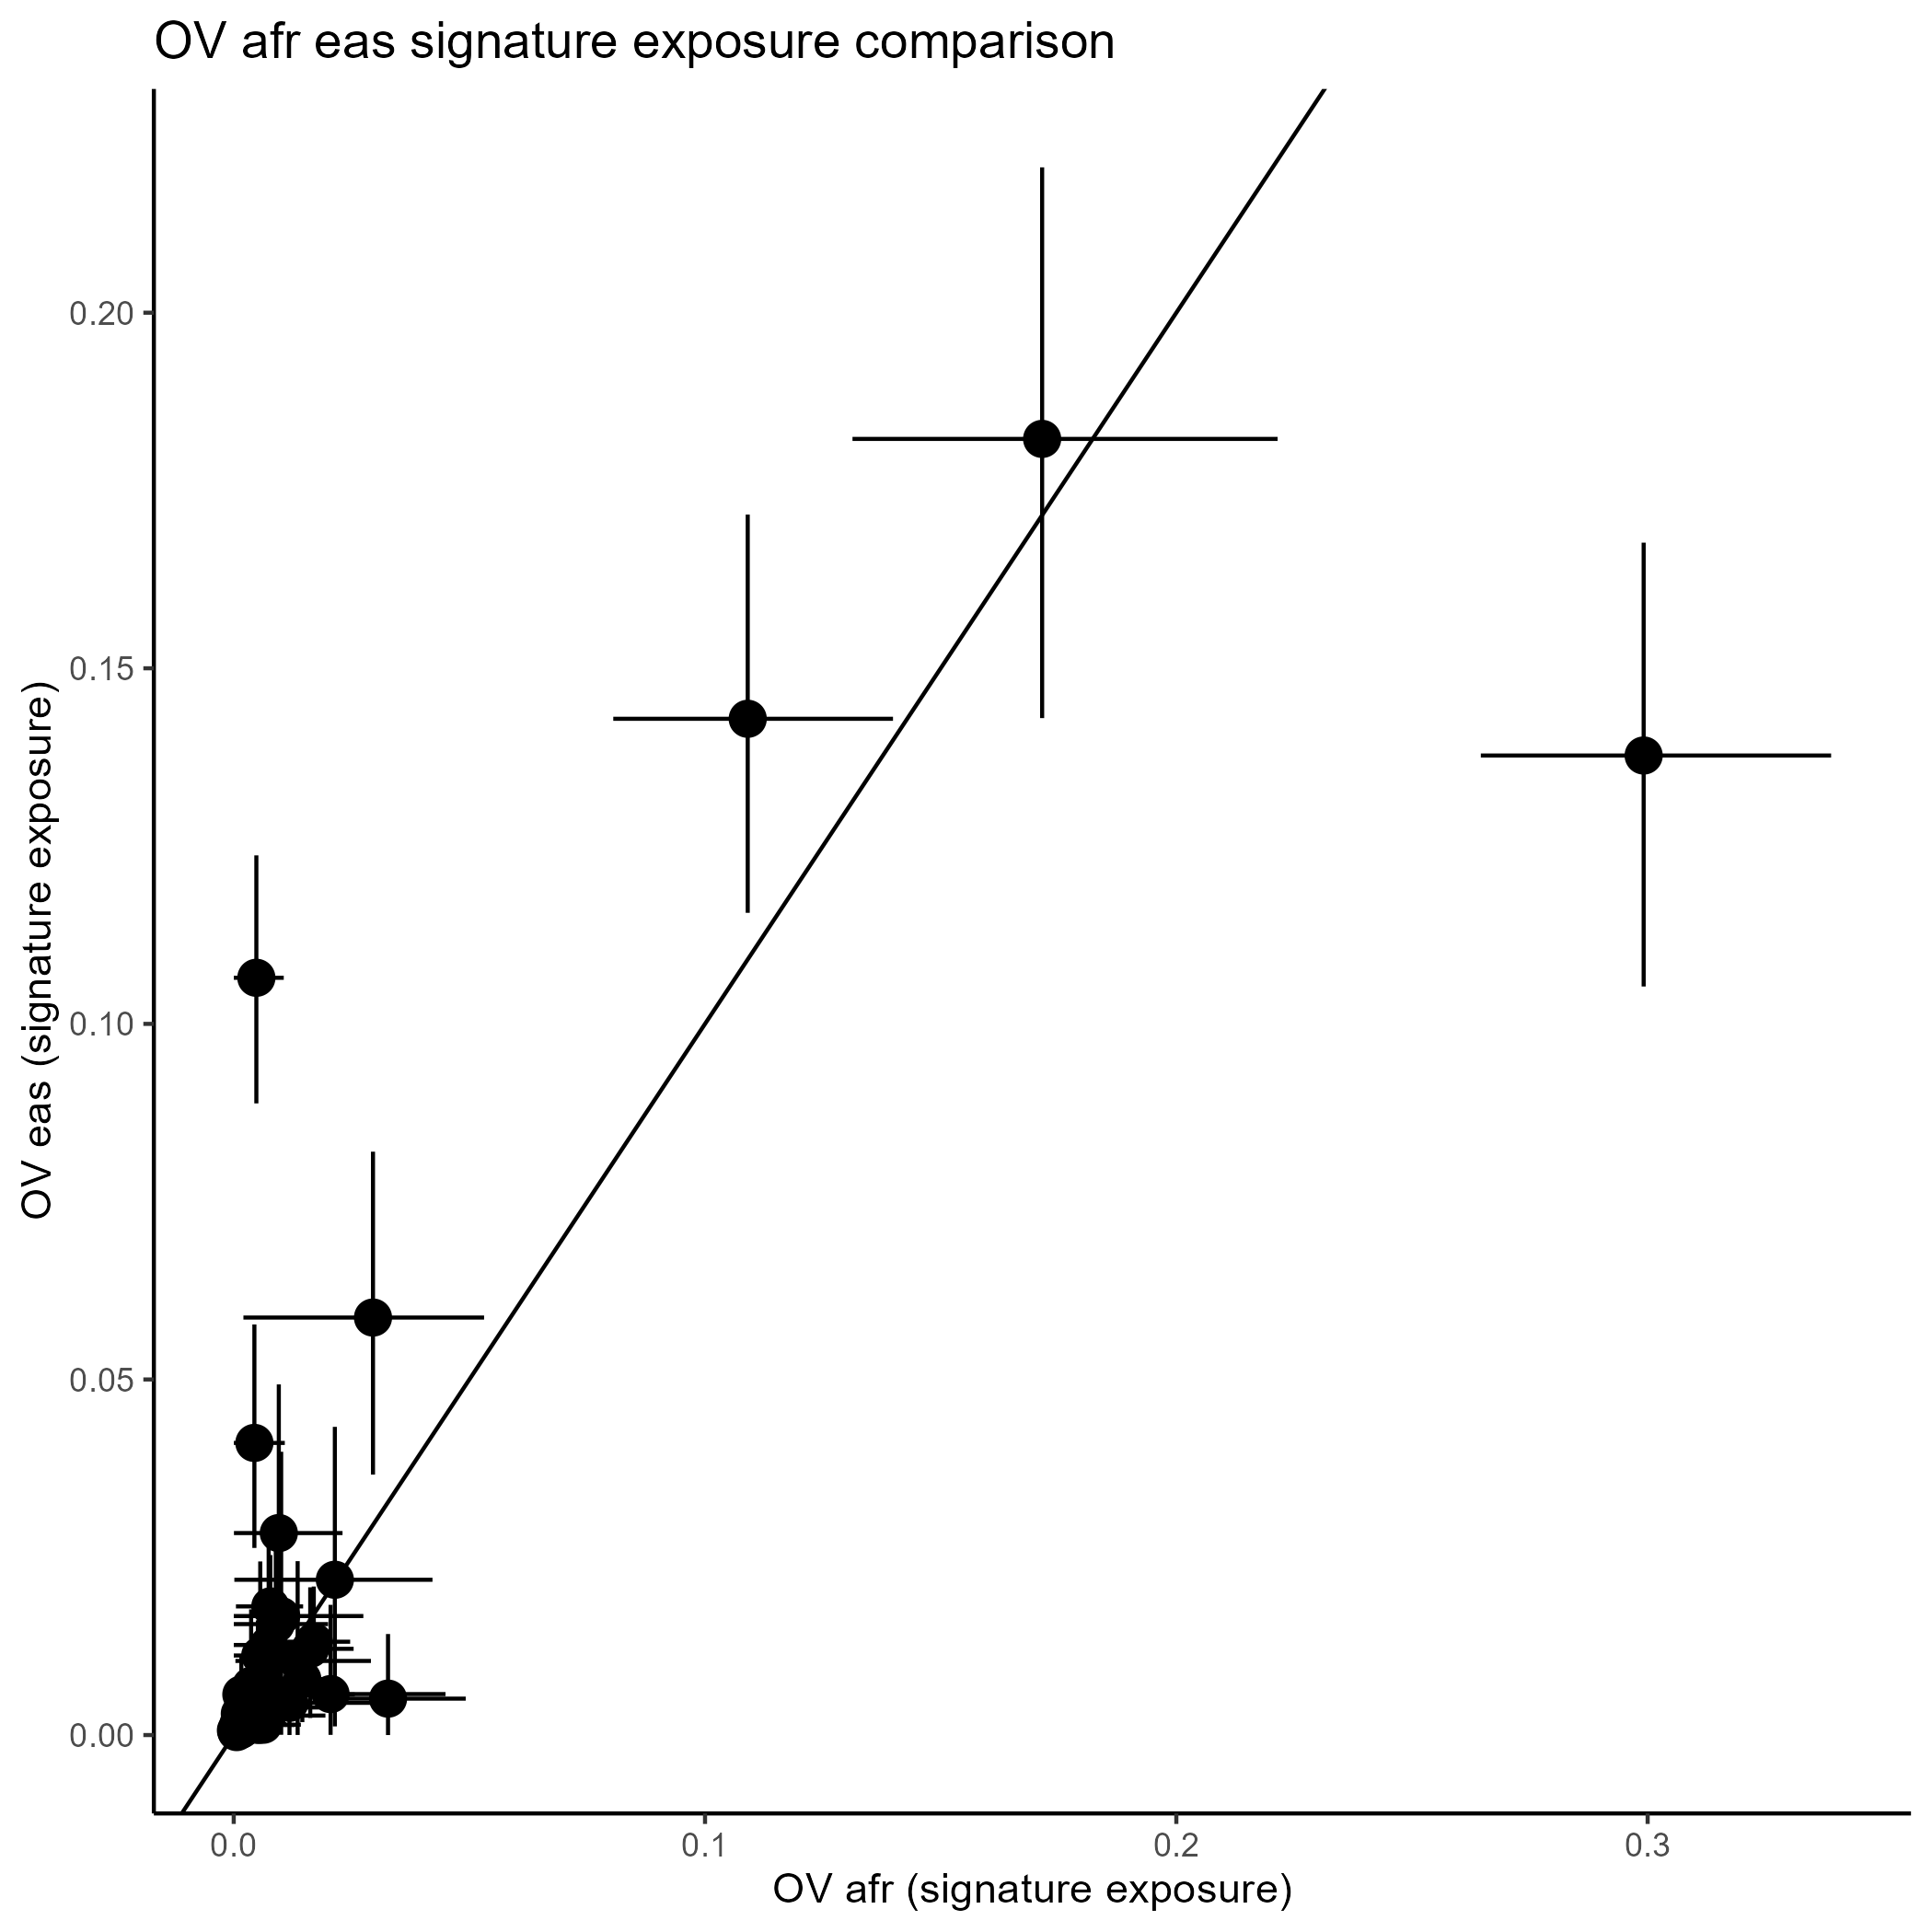 OV afr eas signature exposure comparison
OV eas (signature exposure)
0.20
0.15
0.10
0.05
0.00
0.0 0.1 0.2 0.3
OV afr (signature exposure)